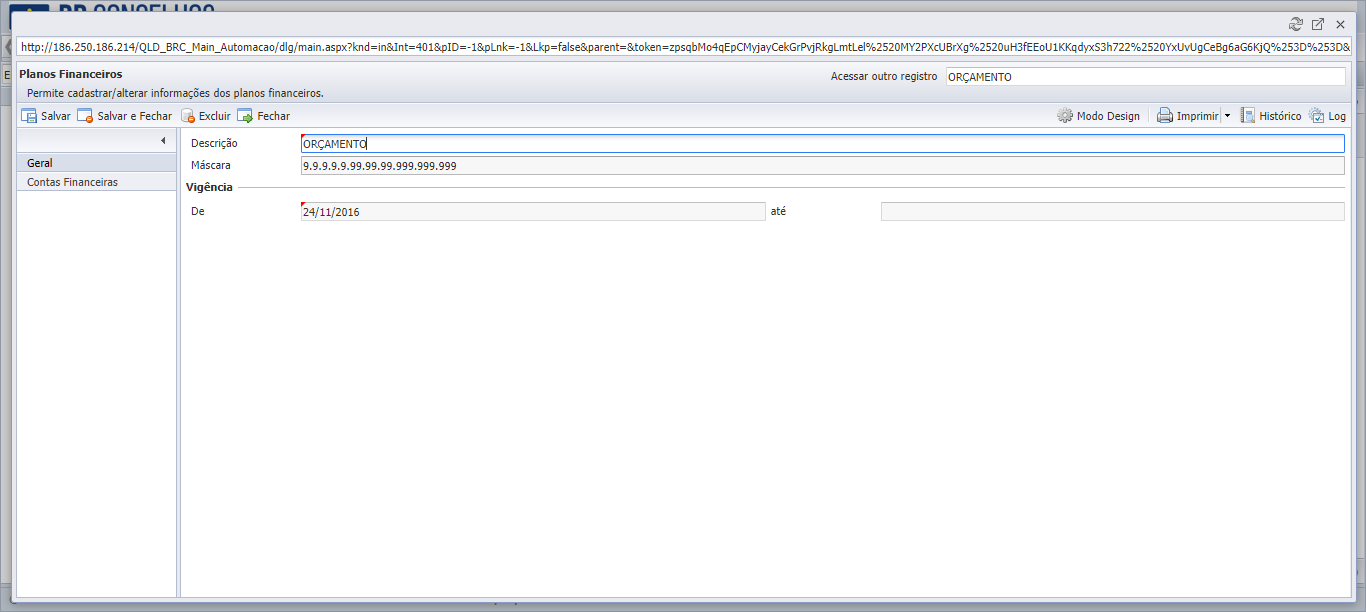 http://186.250.186.214/QLD_BRC_Main_Automacao/dlg/main.aspx?knd=in&Int=401&pID=-1&pLnk=-1&Lkp=false&parent=&token=zpsqbMo4qEpCMyjayCekGrPvjRkgLmtLel%2520MY2PXcUBrXg%2520uH3fEEoU1KKqdyxS3h722%2520YxUvUgCeBg6aG6KjQ%253D%253D&
Planos Financeiros
Acessar outro registro ORÇAMENTO
Permite cadastrar/alterar informações dos planos financeiros.
Salvar Salvar e Fechar Excluir Fechar Modo Design Imprimir Histórico Log
Geral
Contas Financeiras
Descrição ORÇAMENTO
Máscara 9.9.9.9.9.99.99.99.999.999.999
Vigência
De 24/11/2016 até